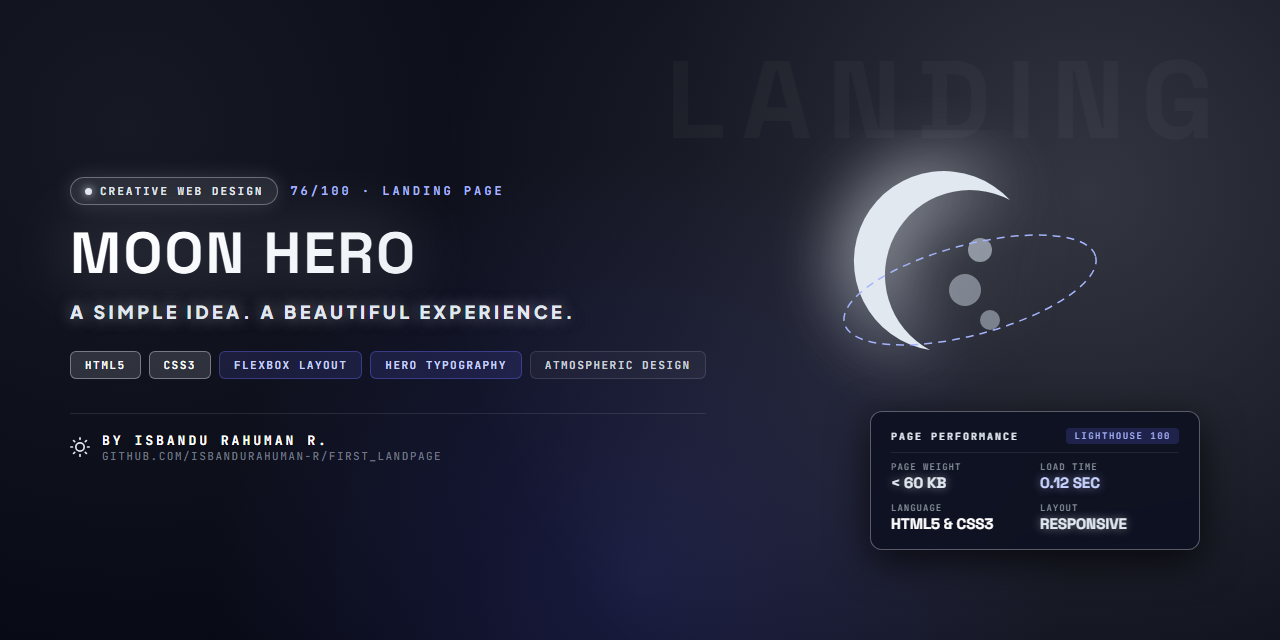 LANDING
CREATIVE WEB DESIGN
76/100 · LANDING PAGE
MOON HERO
A SIMPLE IDEA. A BEAUTIFUL EXPERIENCE.
HTML5
CSS3
FLEXBOX LAYOUT
HERO TYPOGRAPHY
ATMOSPHERIC DESIGN
BY ISBANDU RAHUMAN R.
GITHUB.COM/ISBANDURAHUMAN-R/FIRST_LANDPAGE
PAGE PERFORMANCE
LIGHTHOUSE 100
PAGE WEIGHT
< 60 KB
LOAD TIME
0.12 SEC
LANGUAGE
HTML5 & CSS3
LAYOUT
RESPONSIVE